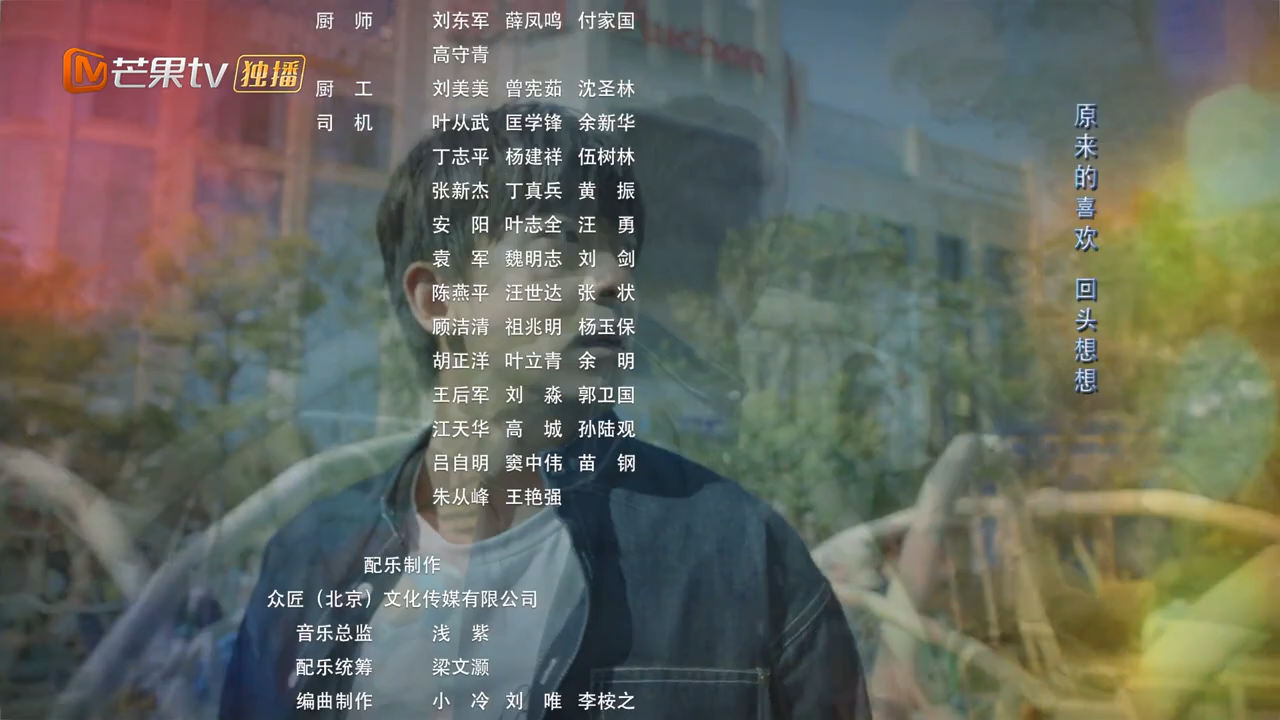 厨 师 刘东军 薛凤鸣 付家国
高守青
芒果tv 独播
厨 工 刘美美 曾宪茹 沈圣林
司 机 叶从武 匡学锋 余新华
丁志平 杨建祥 伍树林
张新杰 丁真兵 黄 振
安 阳 叶志全 汪 勇
袁 军 魏明志 刘 剑
陈燕平 汪世达 张 状
顾洁清 祖兆明 杨玉保
胡正洋 叶立青 余 明
王后军 刘 淼 郭卫国
江天华 高 城 孙陆观
吕自明 窦中伟 苗 钢
朱从峰 王艳强
配乐制作
众匠（北京）文化传媒有限公司
音乐总监 浅 紫
配乐统筹 梁文灏
编曲制作 小 冷 刘 唯 李桉之
原来的喜欢 回头想想